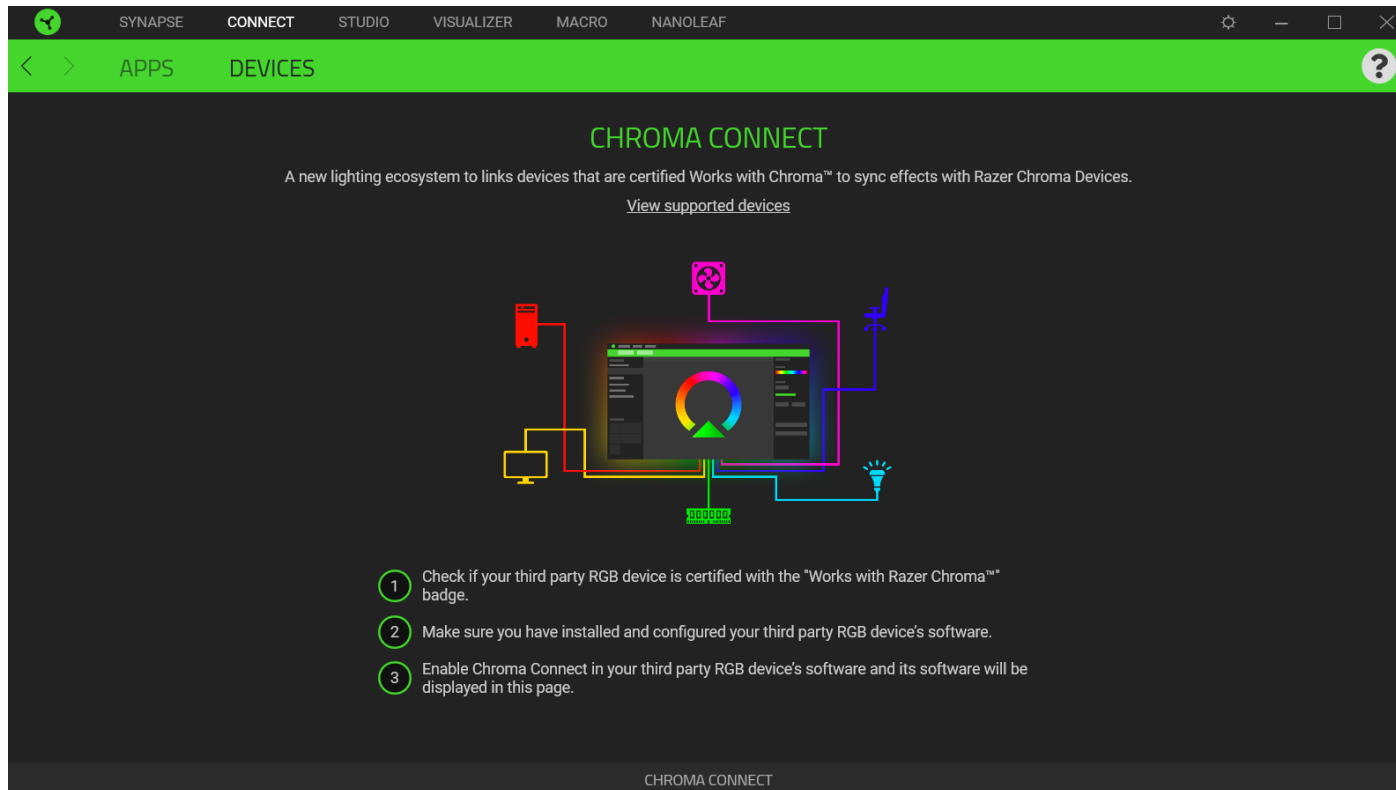 SYNAPSE CONNECT STUDIO VISUALIZER MACRO NANOLEAF
APPS DEVICES
?
CHROMA CONNECT
A new lighting ecosystem to links devices that are certified Works with Chroma™ to sync effects with Razer Chroma Devices.
View supported devices
1 Check if your third party RGB device is certified with the "Works with Razer Chroma™"
badge.
2 Make sure you have installed and configured your third party RGB device's software.
3 Enable Chroma Connect in your third party RGB device's software and its software will be
displayed in this page.
CHROMA CONNECT